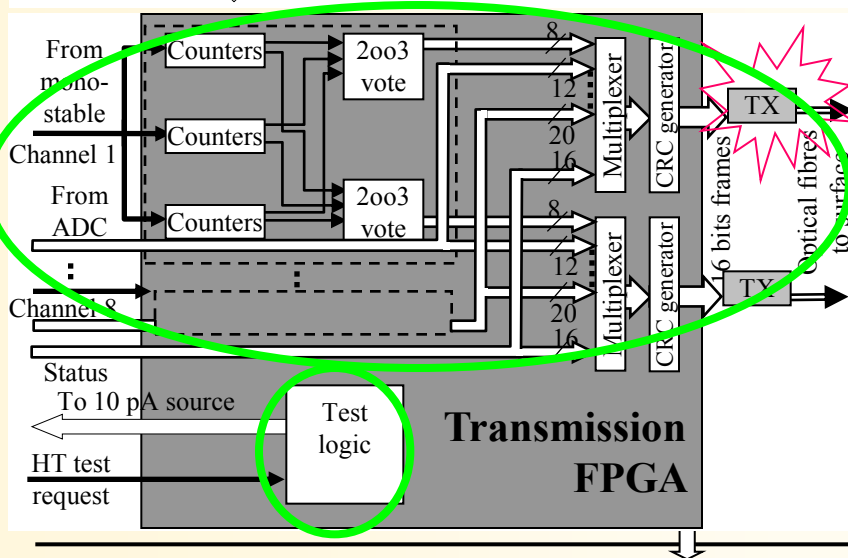 From
mono-
stable
Channel 1
From
ADC
Channel 8
Status
To 10 pA source
HT test
request
Counters
Counters
Counters
2oo3
vote
2oo3
vote
8
12
20
16
8
12
20
16
Multiplexer
Multiplexer
CRC generator
CRC generator
16 bits frames
TX
TX
Optical fibres
to surface
Test
logic
Transmission
FPGA